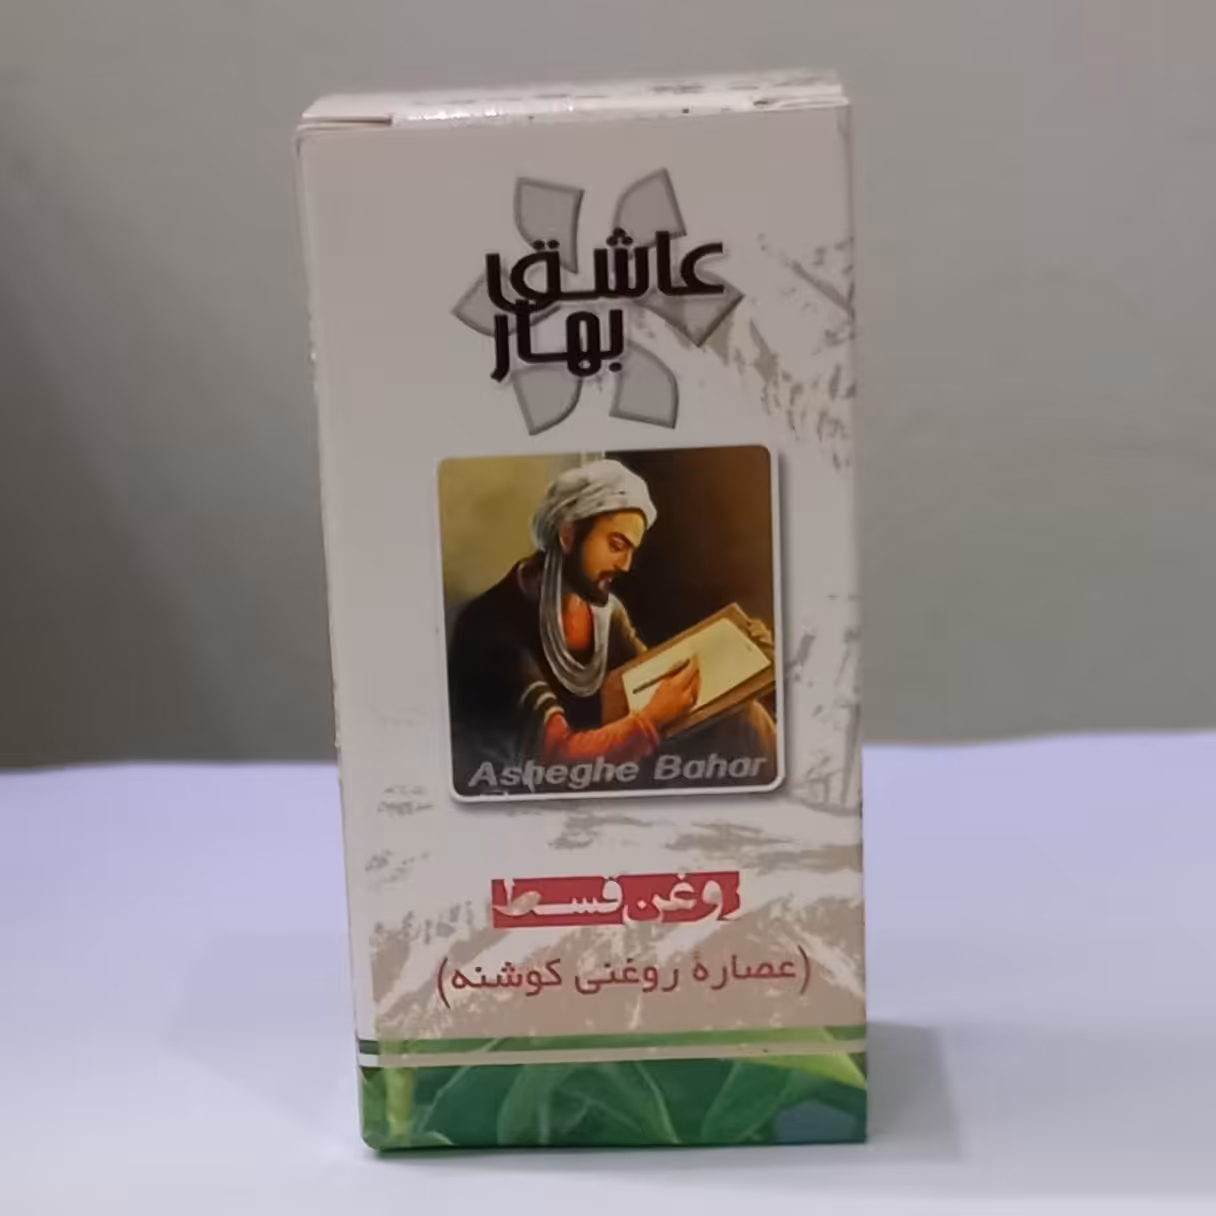 عاشق
بهار
Asheghe Bahar
روغن قسط
(عصارهٔ روغنی کوشنه)